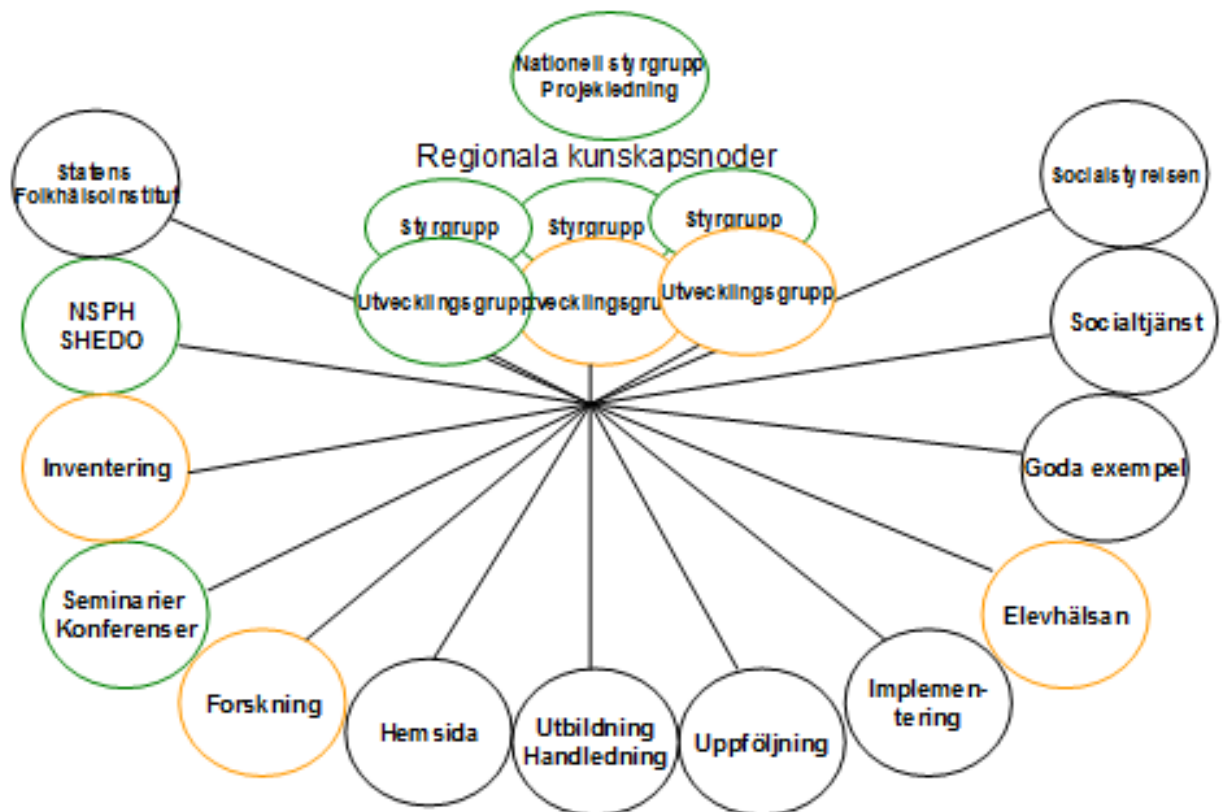 Nationell styrgrupp
Projekledning
Statens
Folkhälsoinstitut
Regionala kunskapsnoder
Socialstyrelsen
Styrgrupp
Styrgrupp
Styrgrupp
Utvecklingsgrupp
tvecklingsgru
Utvecklingsgrupp
NSPH
SHEDO
Socialtjänst
Inventering
Goda exempel
Seminarier
Konferenser
Elevhälsan
Forskning
Hemsida
Utbildning
Handledning
Uppföljning
Implemen-
tering